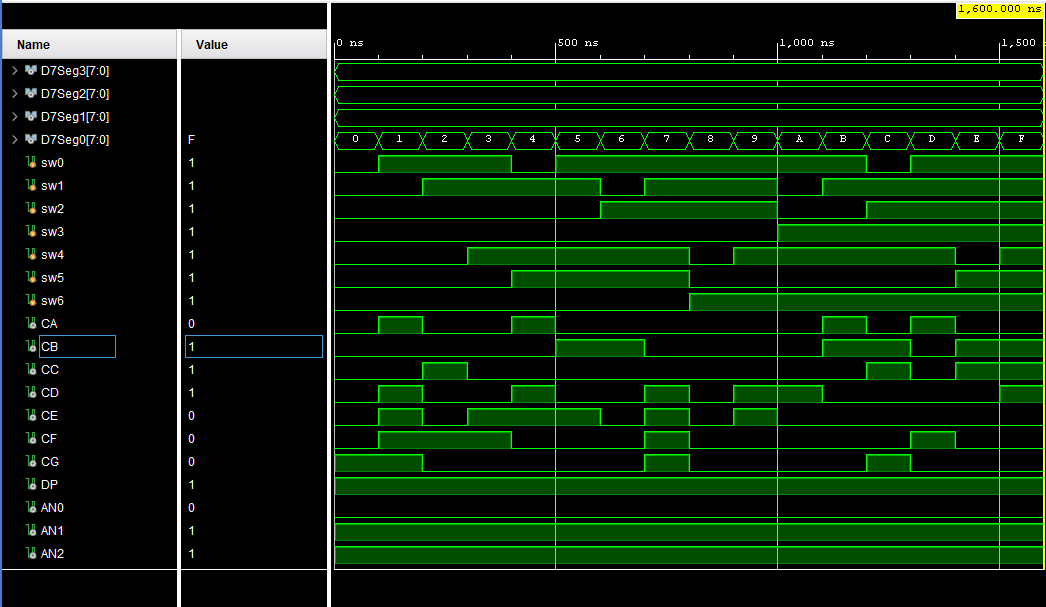 1,600.000 ns
Name Value
0 ns 500 ns 1,000 ns 1,500
D7Seg3[7:0]
D7Seg2[7:0]
D7Seg1[7:0]
D7Seg0[7:0] F 0 1 2 3 4 5 6 7 8 9 A B C D E F
sw0 1
sw1 1
sw2 1
sw3 1
sw4 1
sw5 1
sw6 1
CA 0
CB 1
CC 1
CD 1
CE 0
CF 0
CG 0
DP 1
AN0 0
AN1 1
AN2 1